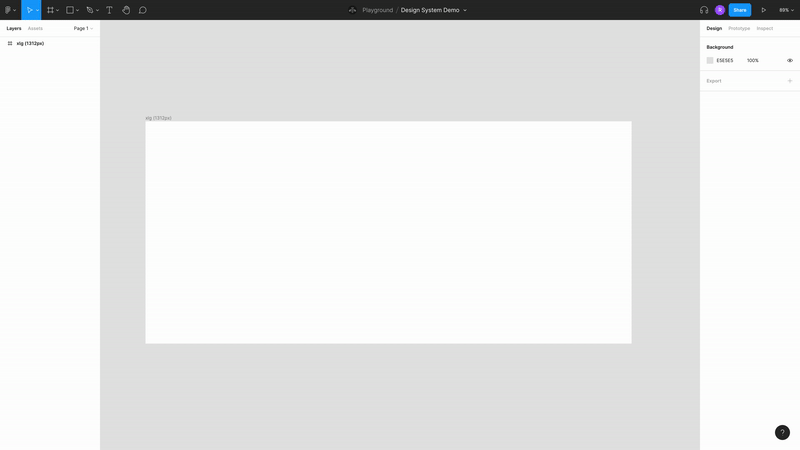 Playground / Design System Demo
R
Share
89%
Layers Assets Page 1
xlg (1312px)
xlg (1312px)
Design Prototype Inspect
Background
E5E5E5 100%
Export
?